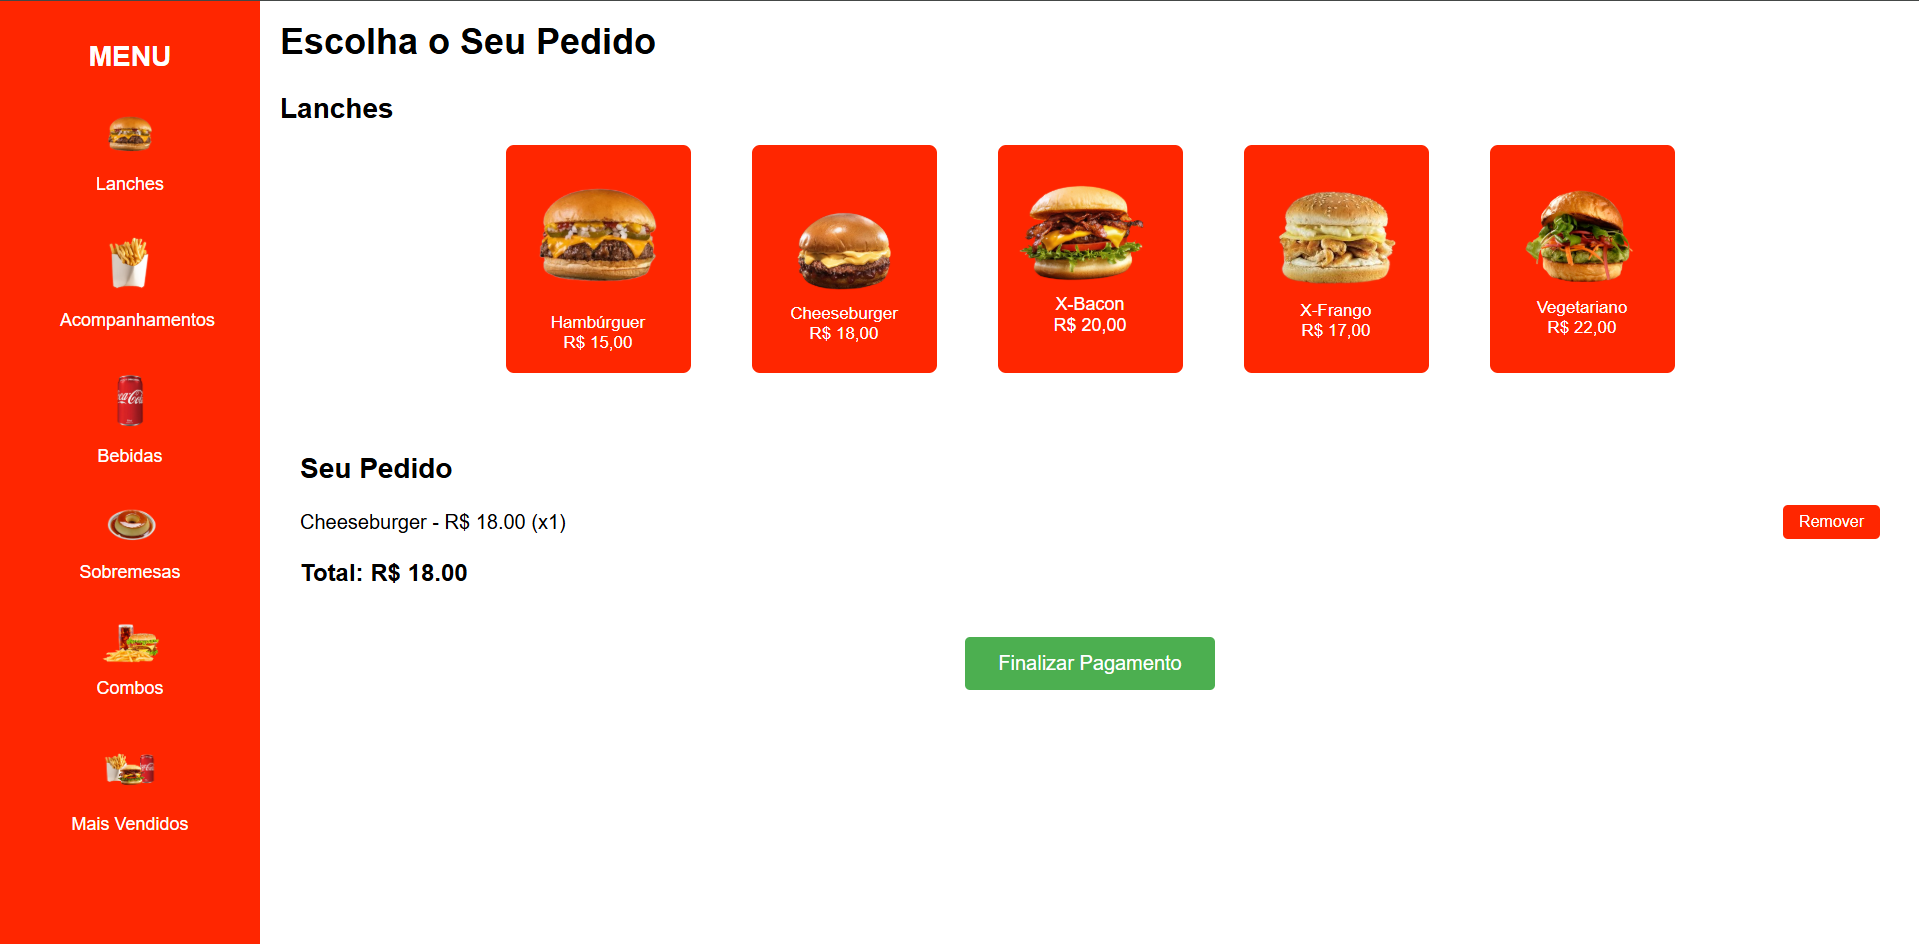 MENU
Lanches
Acompanhamentos
Bebidas
Sobremesas
Combos
Mais Vendidos
Escolha o Seu Pedido
Lanches
Hambúrguer
R$ 15,00
Cheeseburger
R$ 18,00
X-Bacon
R$ 20,00
X-Frango
R$ 17,00
Vegetariano
R$ 22,00
Seu Pedido
Cheeseburger - R$ 18.00 (x1)
Remover
Total: R$ 18.00
Finalizar Pagamento